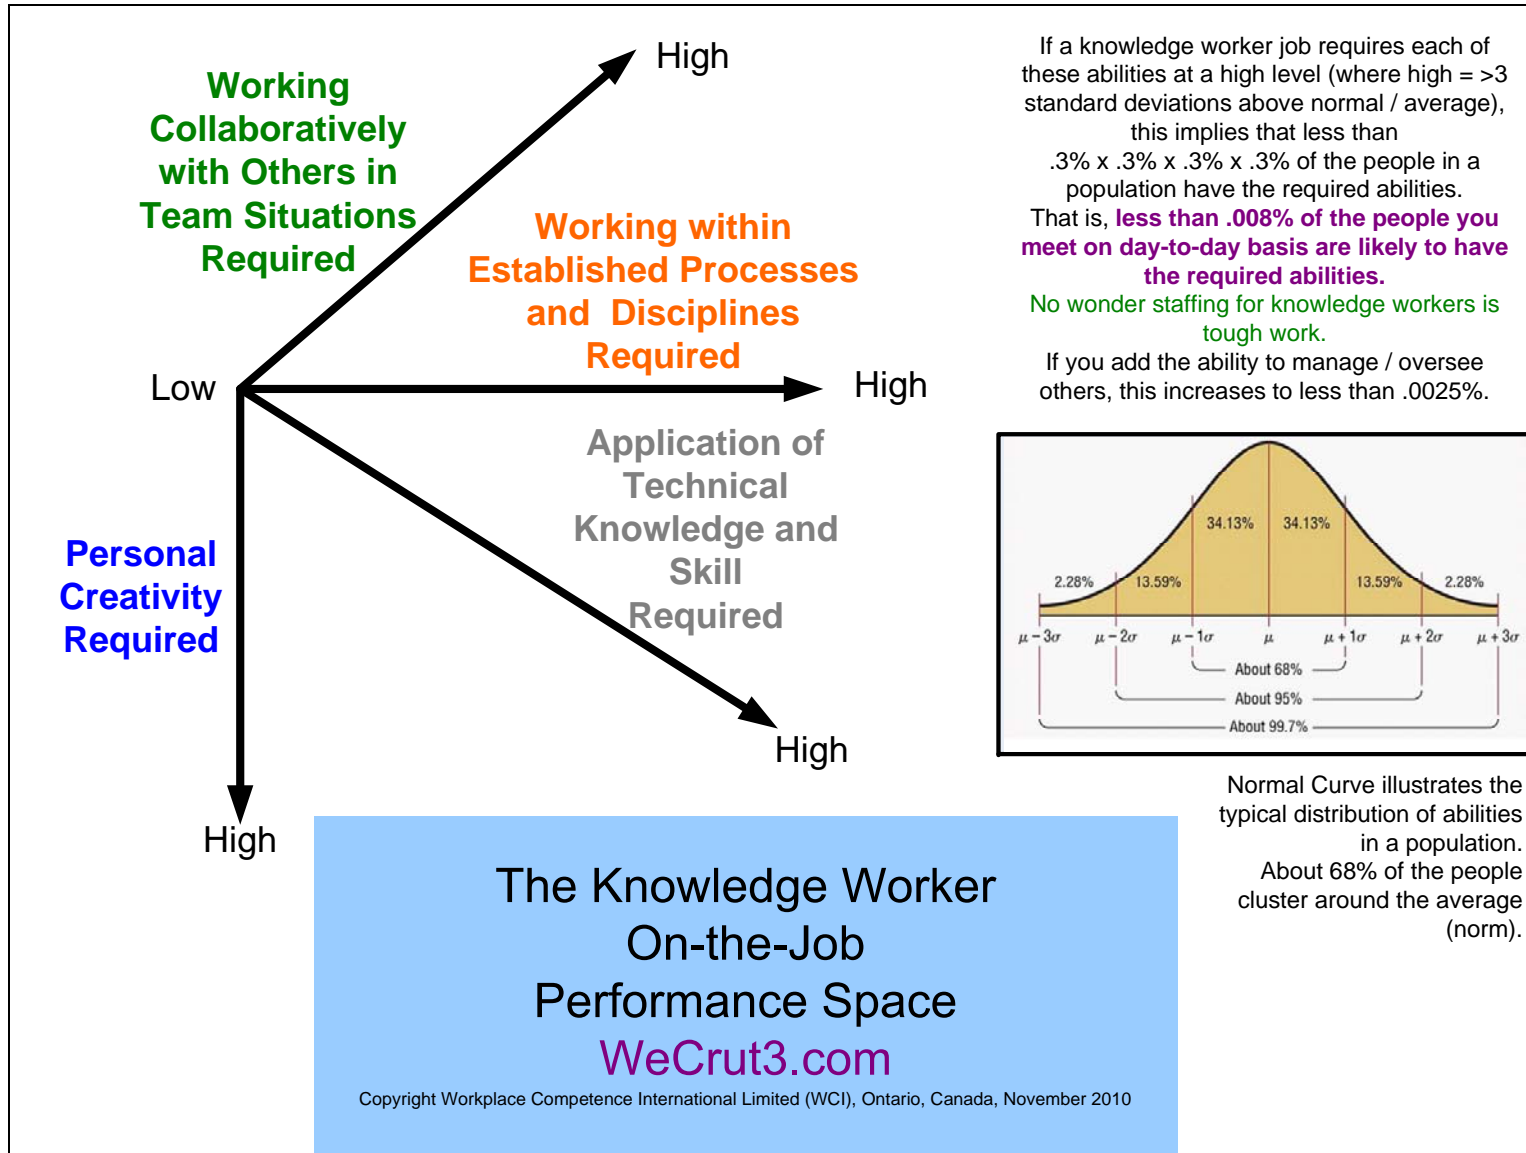 High
Working
Collaboratively
with Others in
Team Situations
Required
Working within
Established Processes
and Disciplines
Required
Low
High
Application of
Technical
Knowledge and
Skill
Required
Personal
Creativity
Required
High
High
If a knowledge worker job requires each of
these abilities at a high level (where high = >3
standard deviations above normal / average),
this implies that less than
.3% x .3% x .3% x .3% of the people in a
population have the required abilities.
That is, less than .008% of the people you
meet on day-to-day basis are likely to have
the required abilities.
No wonder staffing for knowledge workers is
tough work.
If you add the ability to manage / oversee
others, this increases to less than .0025%.
34.13% 34.13%
2.28% 13.59% 13.59% 2.28%
μ − 3σ μ − 2σ μ − 1σ μ μ + 1σ μ + 2σ μ + 3σ
About 68%
About 95%
About 99.7%
Normal Curve illustrates the
typical distribution of abilities
in a population.
About 68% of the people
cluster around the average
(norm).
The Knowledge Worker
On-the-Job
Performance Space
WeCrut3.com
Copyright Workplace Competence International Limited (WCI), Ontario, Canada, November 2010